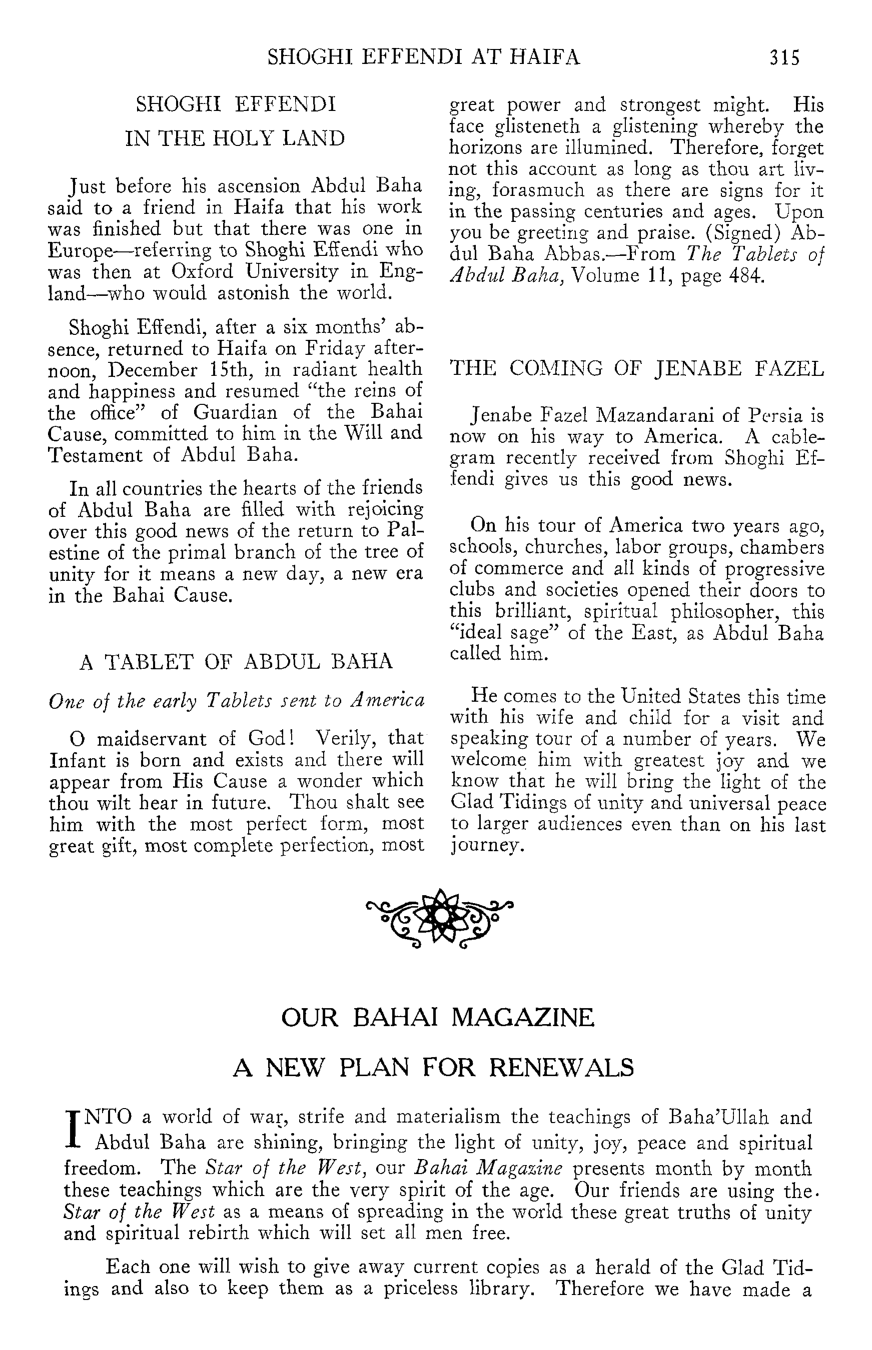 SHOGHI EFFENDI AT HAIFA 315
SHOGHI EFFENDI
IN THE HOLY LAND
Just before his ascension Abdul Baha
said to a friend in Haifa that his work
was finished but that there was one in
Europe—referring to Shoghi Effendi who
was then at Oxford University in Eng-
land—who would astonish the world.
Shoghi Effendi, after a six months' ab-
sence, returned to Haifa on Friday after-
noon, December 15th, in radiant health
and happiness and resumed "the reins of
the office" of Guardian of the Bahai
Cause, committed to him in the Will and
Testament of Abdul Baha.
In all countries the hearts of the friends
of Abdul Baha are filled with rejoicing
over this good news of the return to Pal-
estine of the primal branch of the tree of
unity for it means a new day, a new era
in the Bahai Cause.
A TABLET OF ABDUL BAHA
One of the early Tablets sent to America
O maidservant of God! Verily, that
Infant is born and exists and there will
appear from His Cause a wonder which
thou wilt hear in future. Thou shalt see
him with the most perfect form, most
great gift, most complete perfection, most
great power and strongest might. His
face glisteneth a glistening whereby the
horizons are illumined. Therefore, forget
not this account as long as thou art liv-
ing, forasmuch as there are signs for it
in the passing centuries and ages. Upon
you be greeting and praise. (Signed) Ab-
dul Baha Abbas.—From The Tablets of
Abdul Baha, Volume 11, page 484.
THE COMING OF JENABE FAZEL
Jenabe Fazel Mazandarani of Persia is
now on his way to America. A cable-
gram recently received from Shoghi Ef-
fendi gives us this good news.
On his tour of America two years ago,
schools, churches, labor groups, chambers
of commerce and all kinds of progressive
clubs and societies opened their doors to
this brilliant, spiritual philosopher, this
"ideal sage" of the East, as Abdul Baha
called him.
He comes to the United States this time
with his wife and child for a visit and
speaking tour of a number of years. We
welcome him with greatest joy and we
know that he will bring the light of the
Glad Tidings of unity and universal peace
to larger audiences even than on his last
journey.
OUR BAHAI MAGAZINE
A NEW PLAN FOR RENEWALS
INTO a world of war, strife and materialism the teachings of Baha'Ullah and
Abdul Baha are shining, bringing the light of unity, joy, peace and spiritual
freedom. The Star of the West, our Bahai Magazine presents month by month
these teachings which are the very spirit of the age. Our friends are using the
Star of the West as a means of spreading in the world these great truths of unity
and spiritual rebirth which will set all men free.
Each one will wish to give away current copies as a herald of the Glad Tid-
ings and also to keep them as a priceless library. Therefore we have made a